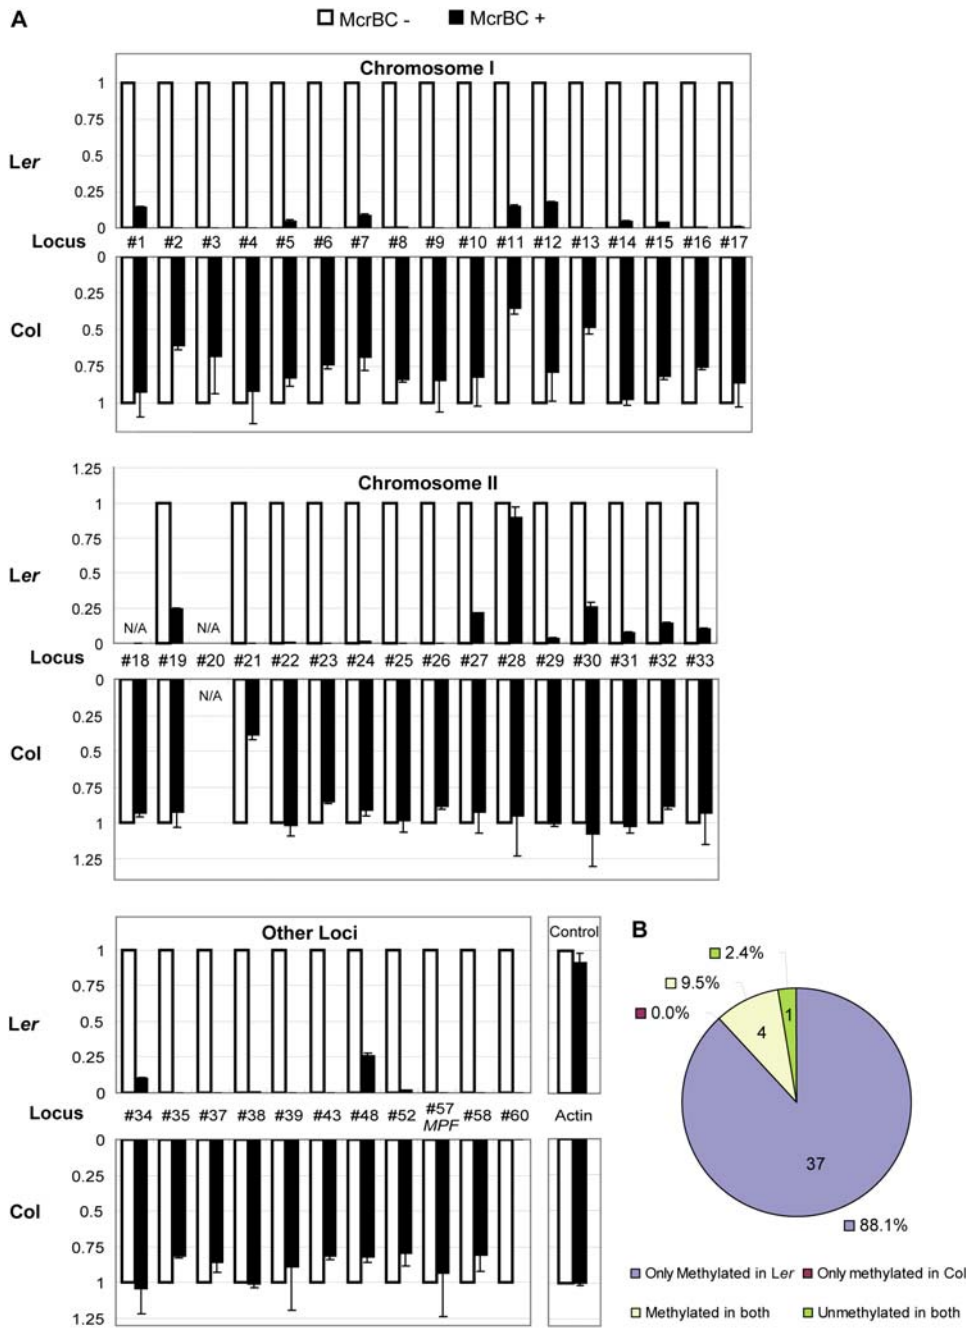 A
McrBC - McrBC +
Chromosome I
1
0.75
0.5
0.25
0
Ler
Locus #1 #2 #3 #4 #5 #6 #7 #8 #9 #10 #11 #12 #13 #14 #15 #16 #17
0
0.25
0.5
0.75
1
Col
Chromosome II
1.25
1
0.75
0.5
0.25
0
Ler
N/A N/A
Locus #18 #19 #20 #21 #22 #23 #24 #25 #26 #27 #28 #29 #30 #31 #32 #33
N/A
0
0.25
0.5
0.75
1
1.25
Col
Other Loci
Control
1
0.75
0.5
0.25
0
Ler
Locus #34 #35 #37 #38 #39 #43 #48 #52 #57 #58 #60 Actin
MPF
0
0.25
0.5
0.75
1
1.25
Col
B
2.4%
9.5%
0.0%
1
4
37
88.1%
Only Methylated in Ler Only methylated in Col
Methylated in both Unmethylated in both